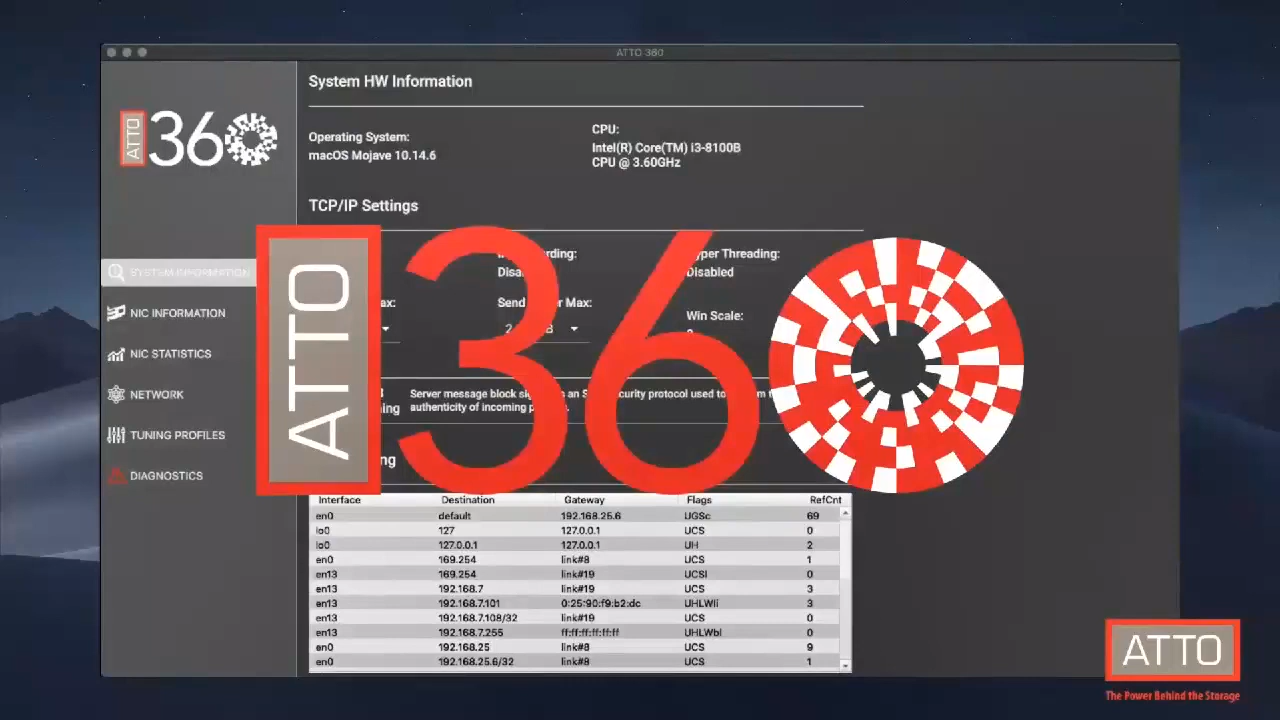 ATTO 360
System HW Information
ATTO 360
Operating System:
macOS Mojave 10.14.6
CPU:
Intel(R) Core(TM) i3-8100B
CPU @ 3.60GHz
TCP/IP Settings
Threading:
Disabled
Send
Max:
Win Scale:
SYSTEM INFORMATION
NIC INFORMATION
NIC STATISTICS
NETWORK
TUNING PROFILES
DIAGNOSTICS
ATTO 360
Server message block
security protocol used to
authenticity of incoming
Interface Destination Gateway Flags RefCnt
en0 default 192.168.25.6 UGSc 69
lo0 127 127.0.0.1 UCS 0
lo0 127.0.0.1 127.0.0.1 UH 2
en0 169.254 link#8 UCS 1
en13 169.254 link#19 UCSI 0
en13 192.168.7 link#19 UCS 3
en13 192.168.7.101 0:25:90:f9:b2:dc UHLWIi 3
en13 192.168.7.108/32 link#19 UCS 0
en13 192.168.7.255 ff:ff:ff:ff:ff:ff UHLWbI 0
en0 192.168.25 link#8 UCS 9
en0 192.168.25.6/32 link#8 UCS 1
ATTO
The Power Behind the Storage